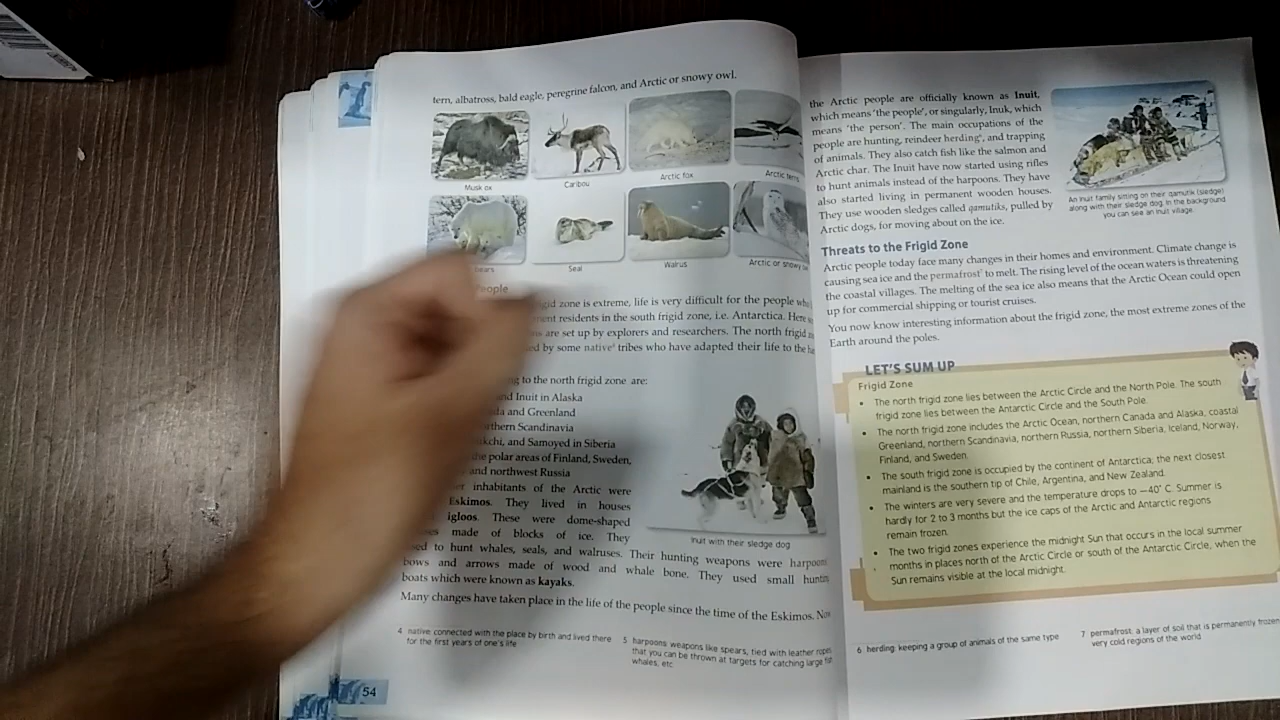 tern, albatross, bald eagle, peregrine falcon, and Arctic or snowy owl.
Musk ox
Caribou
Arctic fox
Arctic tern
Seal
Walrus
Arctic or snowy
People
zone is extreme, life is very difficult for the people
residents in the south frigid zone, i.e. Antarctica. Here
are set up by explorers and researchers. The north frigid
by some native⁴ tribes who have adapted their life to the
to the north frigid zone are:
and Inuit in Alaska
and Greenland
Scandinavia
and Samoyed in Siberia
the polar areas of Finland, Sweden,
and northwest Russia
inhabitants of the Arctic were
Eskimos. They lived in houses
igloos. These were dome-shaped
made of blocks of ice. They
to hunt whales, seals, and walruses. Their hunting weapons were
bows and arrows made of wood and whale bone. They used small
boats which were known as kayaks.
Inuit with their sledge dog
Many changes have taken place in the life of the people since the time of the Eskimos.
4 native: connected with the place by birth and lived there
for the first years of one's life
5 harpoons: weapons like spears, tied with leather ropes
that you can be thrown at targets for catching large
whales, etc
54
the Arctic people are officially known as Inuit,
which means 'the people', or singularly, Inuk, which
means 'the person'. The main occupations of the
people are hunting, reindeer herding⁶, and trapping
of animals. They also catch fish like the salmon and
Arctic char. The Inuit have now started using rifles
to hunt animals instead of the harpoons. They have
also started living in permanent wooden houses.
They use wooden sledges called qamutiks, pulled by
Arctic dogs, for moving about on the ice.
An Inuit family sitting on their qamutik (sledge)
along with their sledge dog. In the background
you can see an Inuit village.
Threats to the Frigid Zone
Arctic people today face many changes in their homes and environment. Climate change is
causing sea ice and the permafrost⁷ to melt. The rising level of the ocean waters is threatening
the coastal villages. The melting of the sea ice also means that the Arctic Ocean could open
up for commercial shipping or tourist cruises.
You now know interesting information about the frigid zone, the most extreme zones of the
Earth around the poles.
LET'S SUM UP
Frigid Zone
• The north frigid zone lies between the Arctic Circle and the North Pole. The south
frigid zone lies between the Antarctic Circle and the South Pole.
• The north frigid zone includes the Arctic Ocean, northern Canada and Alaska, coastal
Greenland, northern Scandinavia, northern Russia, northern Siberia, Iceland, Norway,
Finland, and Sweden.
• The south frigid zone is occupied by the continent of Antarctica; the next closest
mainland is the southern tip of Chile, Argentina, and New Zealand.
• The winters are very severe and the temperature drops to −40° C. Summer is
hardly for 2 to 3 months but the ice caps of the Arctic and Antarctic regions
remain frozen.
• The two frigid zones experience the midnight Sun that occurs in the local summer
months in places north of the Arctic Circle or south of the Antarctic Circle, when the
Sun remains visible at the local midnight.
6 herding: keeping a group of animals of the same type
7 permafrost: a layer of soil that is permanently frozen
very cold regions of the world